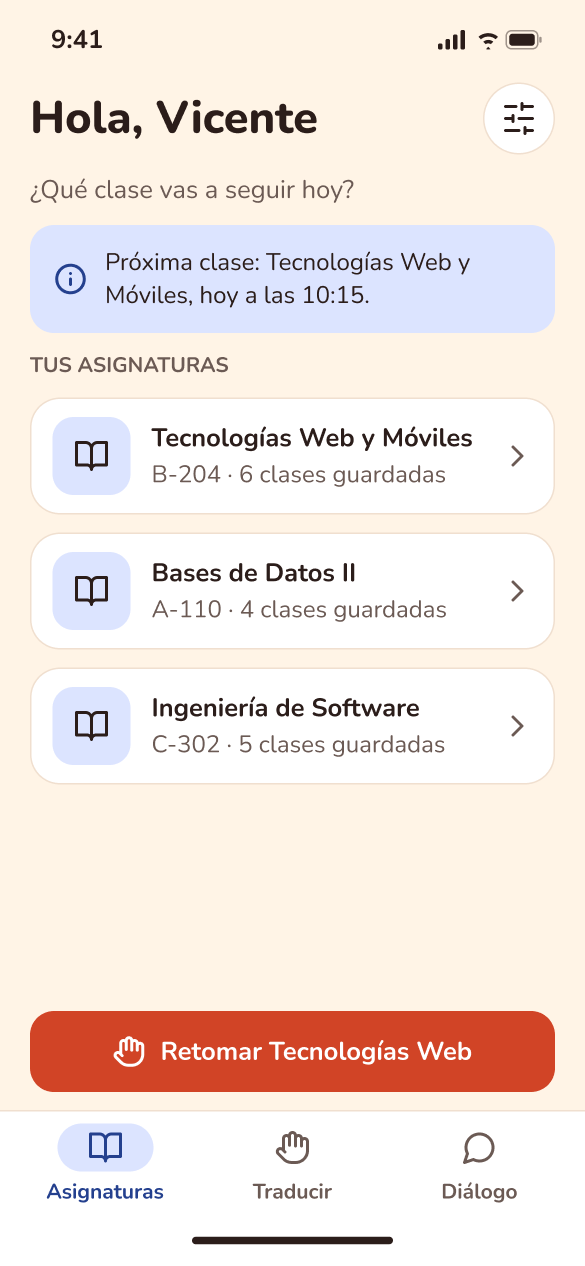 9:41
Hola, Vicente
¿Qué clase vas a seguir hoy?
Próxima clase: Tecnologías Web y
Móviles, hoy a las 10:15.
TUS ASIGNATURAS
Tecnologías Web y Móviles
B-204 · 6 clases guardadas
Bases de Datos II
A-110 · 4 clases guardadas
Ingeniería de Software
C-302 · 5 clases guardadas
Retomar Tecnologías Web
Asignaturas
Traducir
Diálogo